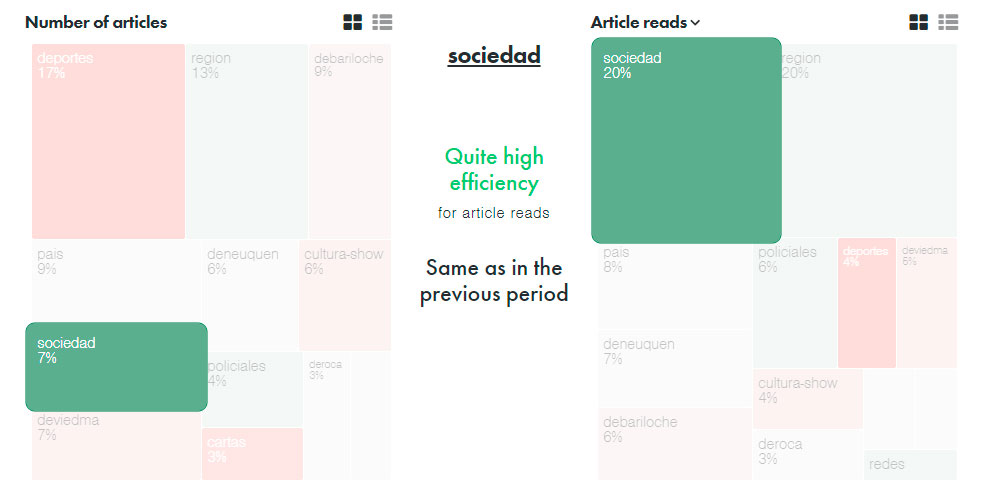 Number of articles
deportes
17%
region
13%
debariloche
9%
pais
9%
deneuquen
6%
cultura-show
6%
sociedad
7%
policiales
4%
deroca
3%
deviedma
7%
cartas
3%
sociedad
Quite high
efficiency
for article reads
Same as in the
previous period
Article reads
sociedad
20%
region
20%
pais
8%
policiales
6%
deportes
4%
deviedma
5%
deneuquen
7%
cultura-show
4%
debariloche
6%
deroca
3%
redes